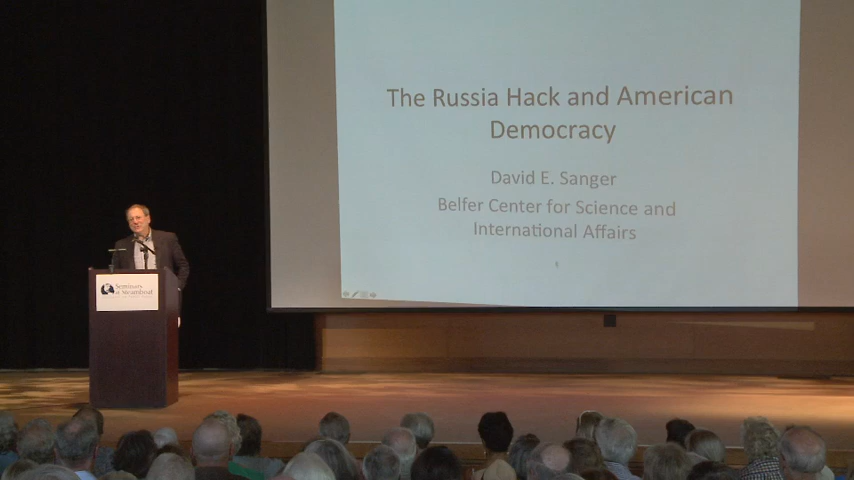 The Russia Hack and American
Democracy
David E. Sanger
Belfer Center for Science and
International Affairs
Seminars
at Steamboat